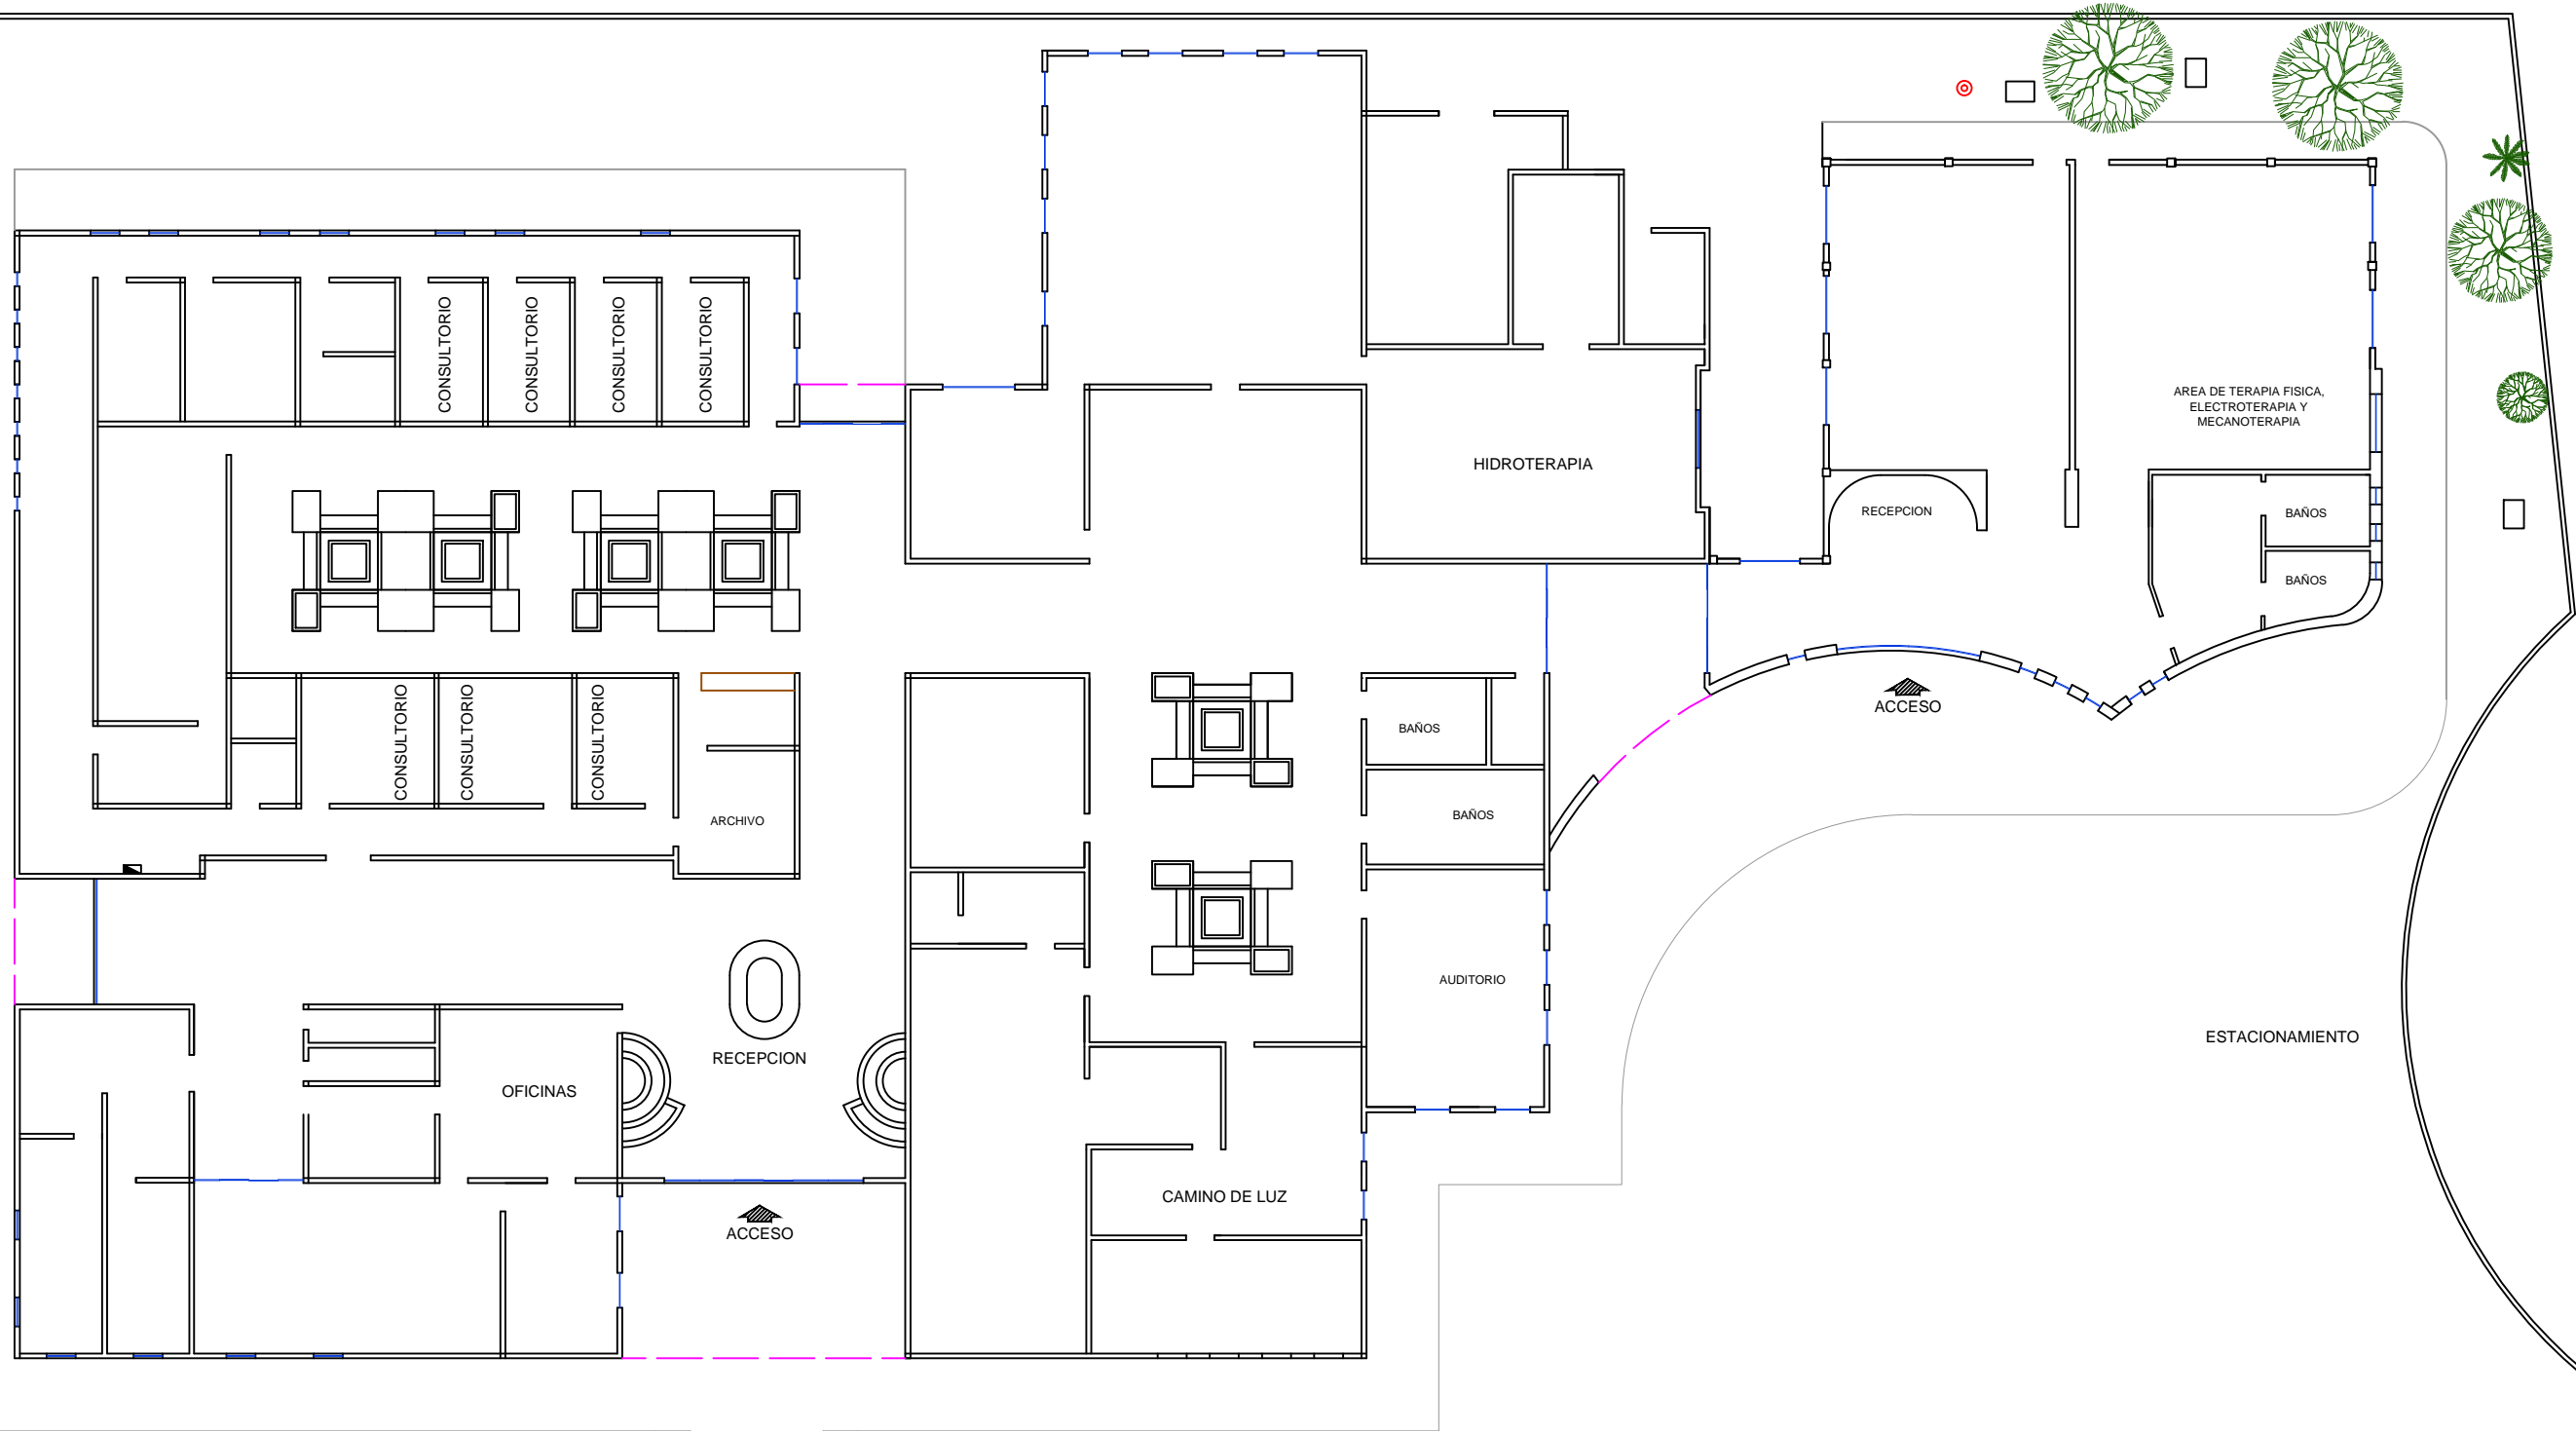 CONSULTORIO
CONSULTORIO
CONSULTORIO
CONSULTORIO
AREA DE TERAPIA FISICA,
ELECTROTERAPIA Y
MECANOTERAPIA
HIDROTERAPIA
RECEPCION
BAÑOS
BAÑOS
CONSULTORIO
CONSULTORIO
CONSULTORIO
ACCESO
BAÑOS
BAÑOS
ARCHIVO
AUDITORIO
ESTACIONAMIENTO
RECEPCION
OFICINAS
CAMINO DE LUZ
ACCESO